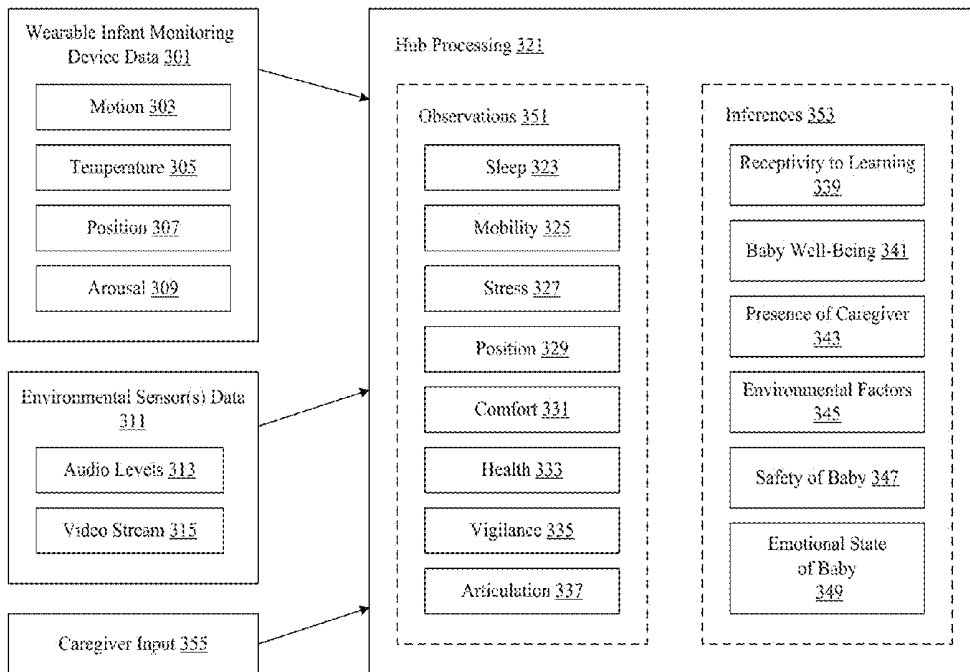 Wearable Infant Monitoring
Device Data 301
Motion 303
Temperature 305
Position 307
Arousal 309
Environmental Sensor(s) Data
311
Audio Levels 313
Video Stream 315
Caregiver Input 355
Hub Processing 321
Observations 351
Sleep 323
Mobility 325
Stress 327
Position 329
Comfort 331
Health 333
Vigilance 335
Articulation 337
Inferences 353
Receptivity to Learning
339
Baby Well-Being 341
Presence of Caregiver
343
Environmental Factors
345
Safety of Baby 347
Emotional State
of Baby
349